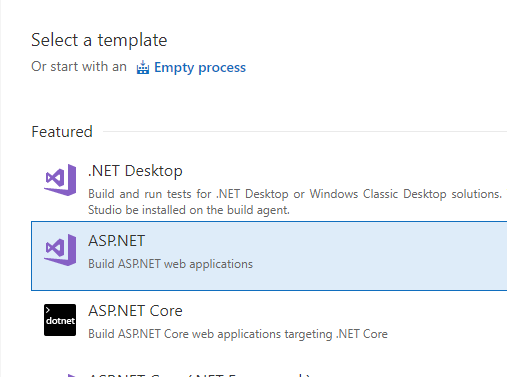 Select a template
Or start with an Empty process
Featured
.NET Desktop
Build and run tests for .NET Desktop or Windows Classic Desktop solutions.
Studio be installed on the build agent.
ASP.NET
Build ASP.NET web applications
>
dotnet
ASP.NET Core
Build ASP.NET Core web applications targeting .NET Core